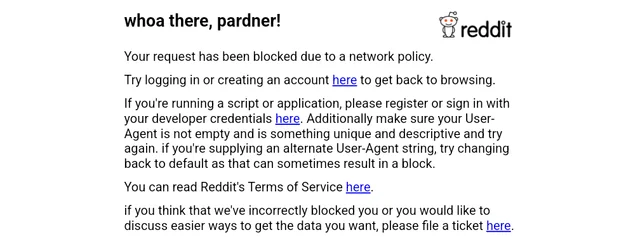 whoa there, pardner!
reddit
Your request has been blocked due to a network policy.
Try logging in or creating an account here to get back to browsing.
If you're running a script or application, please register or sign in with
your developer credentials here. Additionally make sure your User-
Agent is not empty and is something unique and descriptive and try
again. if you're supplying an alternate User-Agent string, try changing
back to default as that can sometimes result in a block.
You can read Reddit's Terms of Service here.
if you think that we've incorrectly blocked you or you would like to
discuss easier ways to get the data you want, please file a ticket here.